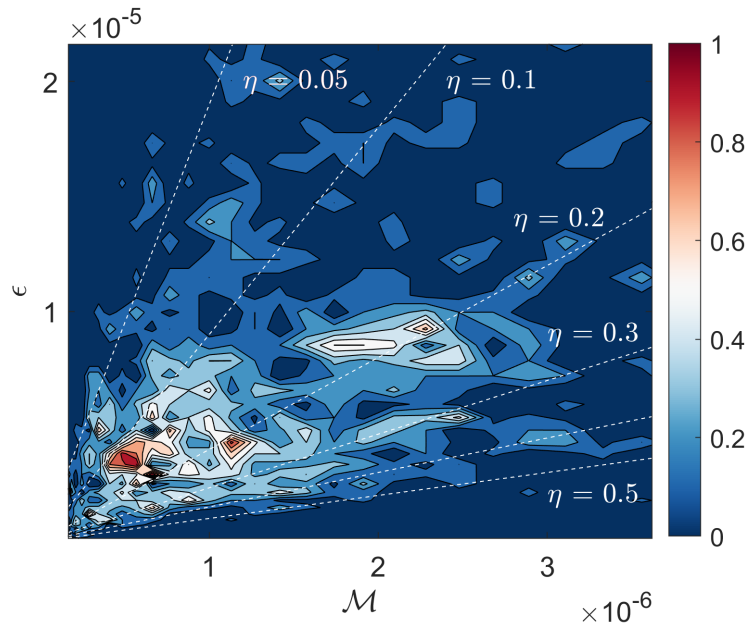 ×10⁻⁵
2
1
ϵ
η = 0.05
η = 0.1
η = 0.2
η = 0.3
η = 0.5
1
2
3
ℳ
×10⁻⁶
1
0.8
0.6
0.4
0.2
0